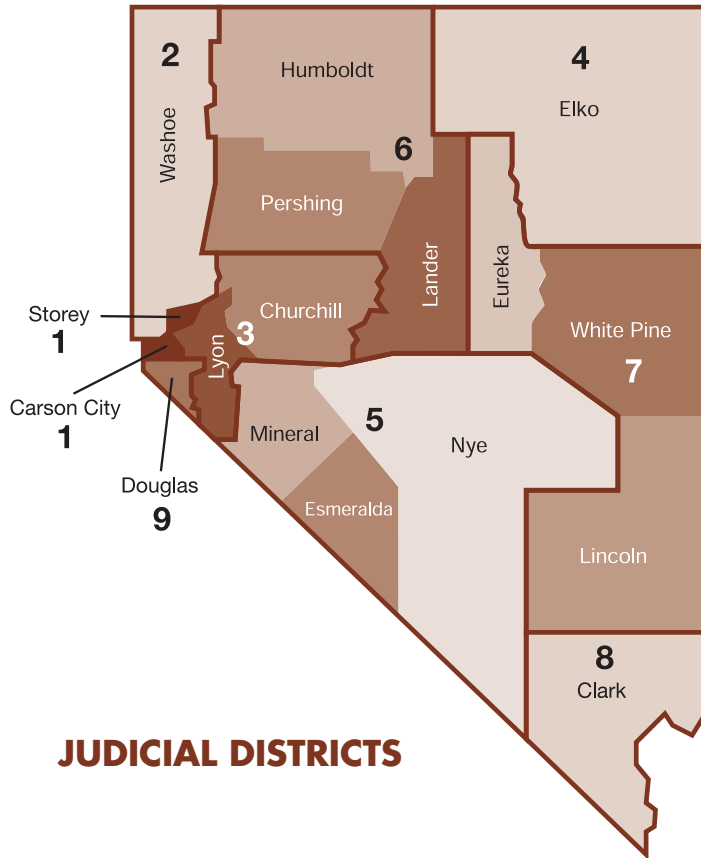 2
Humboldt
4
Elko
Washoe
6
Pershing
Lander
Eureka
Storey
1
Churchill
3
Lyon
White Pine
7
Carson City
1
Mineral
5
Nye
Douglas
9
Esmeralda
Lincoln
8
Clark
JUDICIAL DISTRICTS